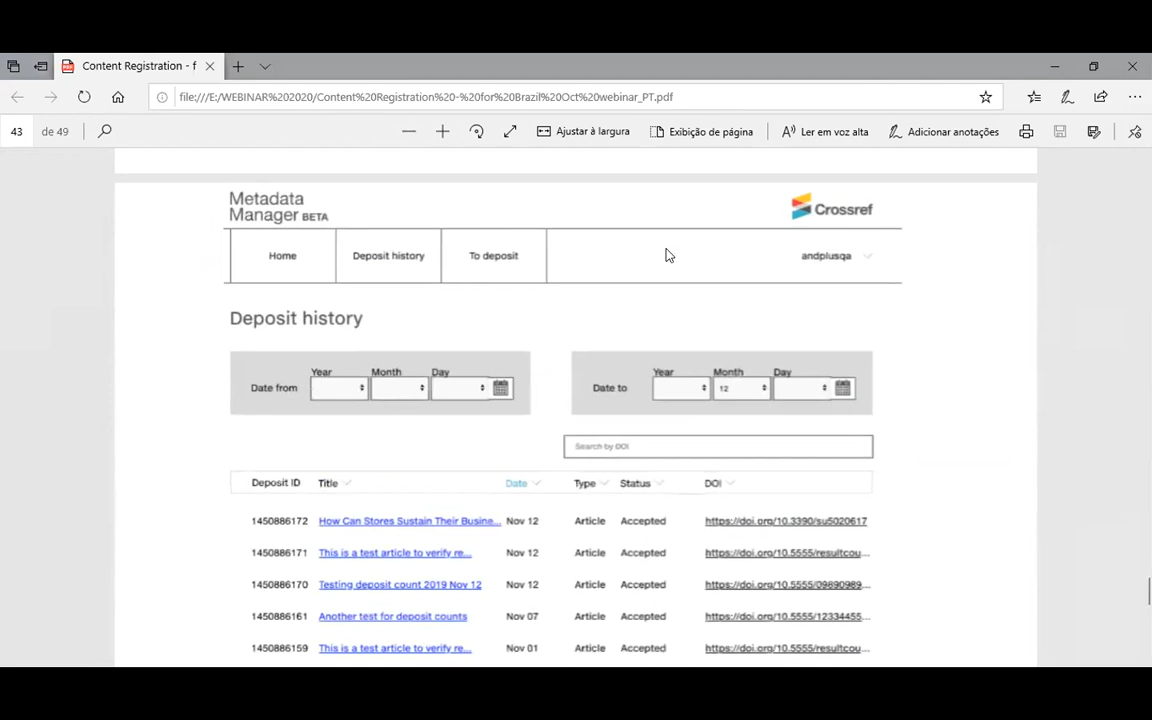 Content Registration - f
file:///E:/WEBINAR%202020/Content%20Registration%20-%20for%20Brazil%20Oct%20webinar_PT.pdf
43 de 49 Ajustar à largura Exibição de página Ler em voz alta Adicionar anotações
Metadata
Manager BETA
Crossref
Home Deposit history To deposit andplusqa
Deposit history
Year Month Day Year Month Day
Date from Date to 12
Search by DOI
Deposit ID Title Date Type Status DOI
1450886172 How Can Stores Sustain Their Busine... Nov 12 Article Accepted https://doi.org/10.3390/su5020617
1450886171 This is a test article to verify re... Nov 12 Article Accepted https://doi.org/10.5555/resultcou...
1450886170 Testing deposit count 2019 Nov 12 Nov 12 Article Accepted https://doi.org/10.5555/09890989...
1450886161 Another test for deposit counts Nov 07 Article Accepted https://doi.org/10.5555/12334455...
1450886159 This is a test article to verify re... Nov 01 Article Accepted https://doi.org/10.5555/resultcou...